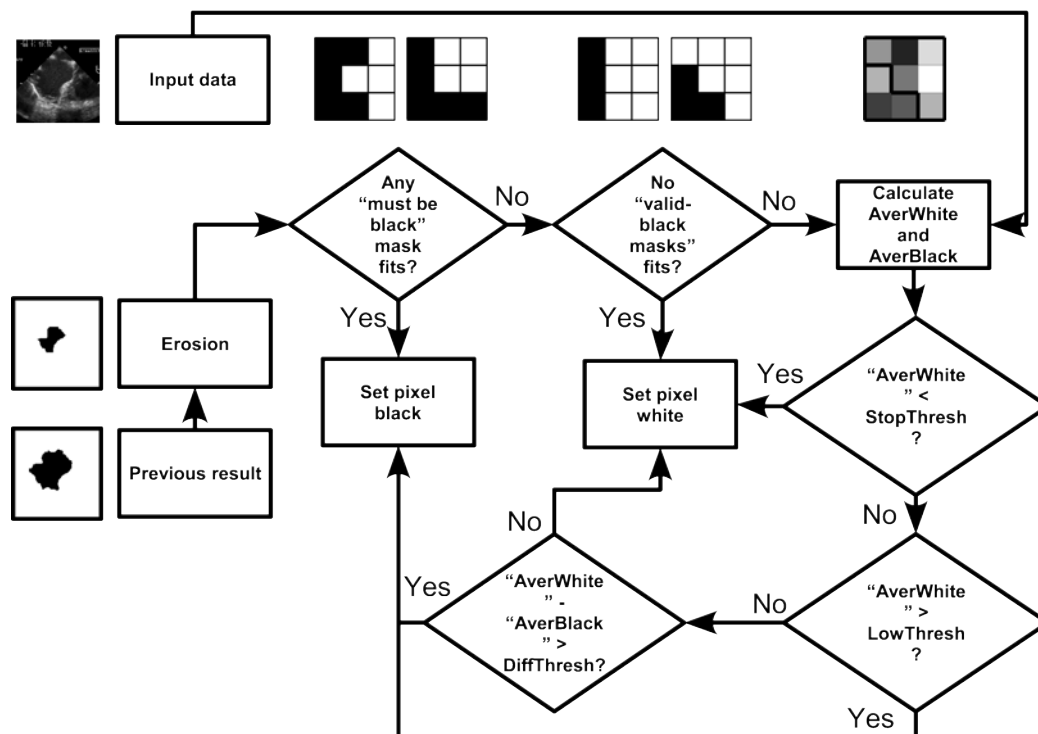 Input data
Any
“must be
black”
mask
fits?
No
No
“valid-
black
masks”
fits?
No
Calculate
AverWhite
and
AverBlack
Yes
Yes
Erosion
Set pixel
black
Set pixel
white
Yes
“AverWhite
” <
StopThresh
?
Previous result
No
No
Yes
“AverWhite
” -
“AverBlack
” >
DiffThresh?
No
“AverWhite
” >
LowThresh
?
Yes